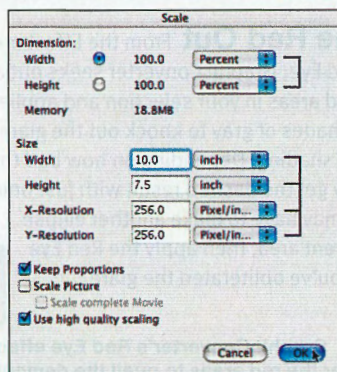 Scale
Dimension:
Width 100.0 Percent
Height 100.0 Percent
Memory 18.8MB
Size
Width 10.0 inch
Height 7.5 inch
X-Resolution 256.0 Pixel/in...
Y-Resolution 256.0 Pixel/in...
Keep Proportions
Scale Picture
Scale complete Movie
Use high quality scaling
Cancel OK